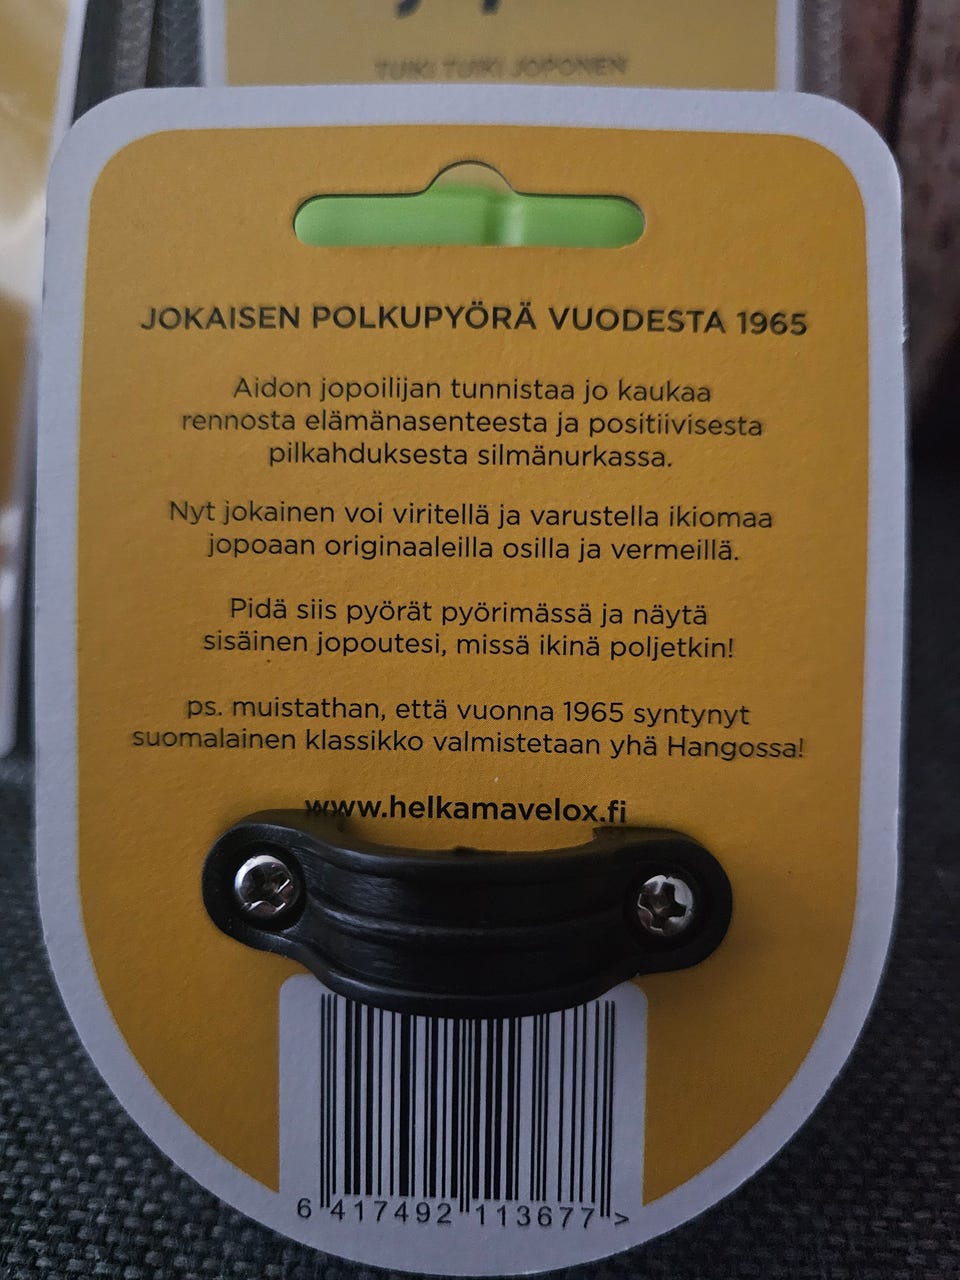 TUIKI TUIKI JOPONEN
JOKAISEN POLKUPYÖRÄ VUODESTA 1965
Aidon jopoilijan tunnistaa jo kaukaa
rennosta elämänasenteesta ja positiivisesta
pilkahduksesta silmänurkassa.
Nyt jokainen voi viritellä ja varustella ikiomaa
jopoaan originaaleilla osilla ja vermeillä.
Pidä siis pyörät pyörimässä ja näytä
sisäinen jopoutesi, missä ikinä poljetkin!
ps. muistathan, että vuonna 1965 syntynyt
suomalainen klassikko valmistetaan yhä Hangossa!
www.helkamavelox.fi
6 417492 113677 >